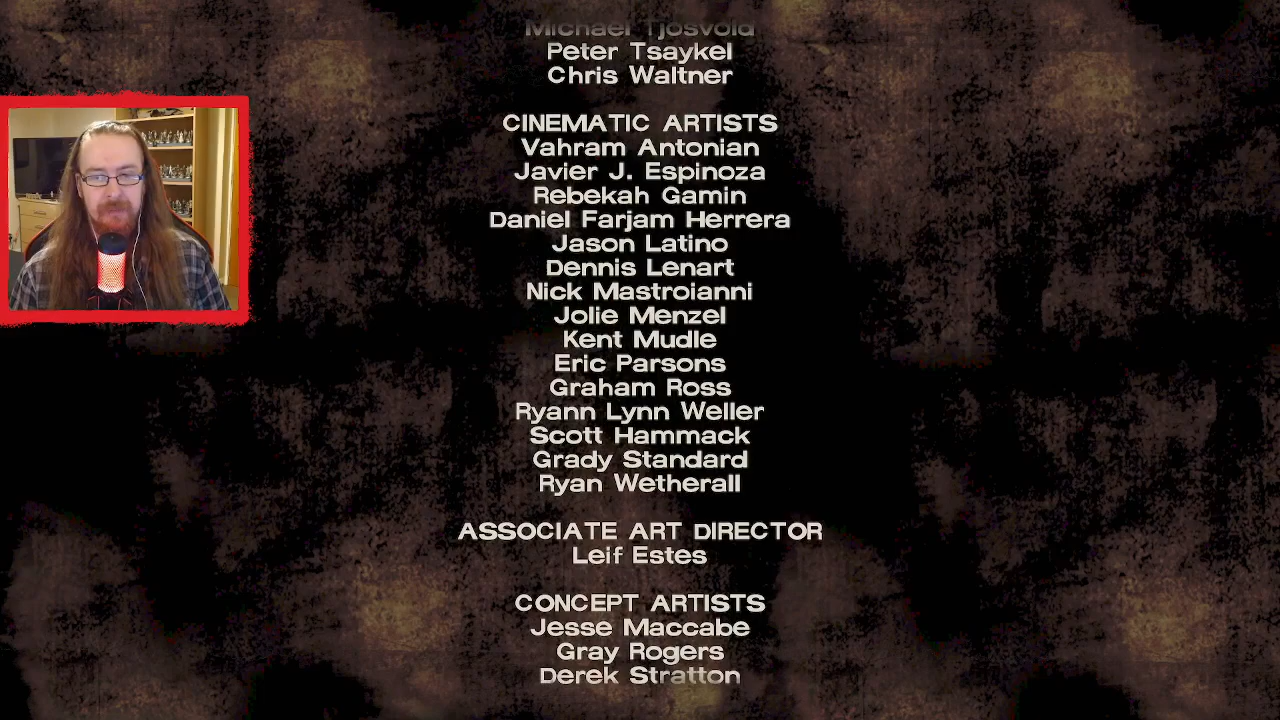 Michael Tjosvold
Peter Tsaykel
Chris Waltner
CINEMATIC ARTISTS
Vahram Antonian
Javier J. Espinoza
Rebekah Gamin
Daniel Farjam Herrera
Jason Latino
Dennis Lenart
Nick Mastroianni
Jolie Menzel
Kent Mudle
Eric Parsons
Graham Ross
Ryann Lynn Weller
Scott Hammack
Grady Standard
Ryan Wetherall
ASSOCIATE ART DIRECTOR
Leif Estes
CONCEPT ARTISTS
Jesse Maccabe
Gray Rogers
Derek Stratton